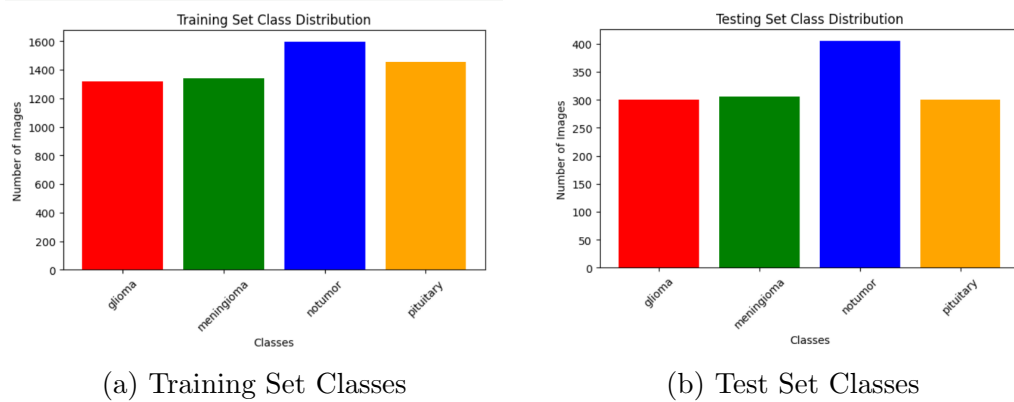 Training Set Class Distribution
Number of Images
1600
1400
1200
1000
800
600
400
200
0
glioma
meningioma
notumor
pituitary
Classes
(a) Training Set Classes
Testing Set Class Distribution
Number of Images
400
350
300
250
200
150
100
50
0
glioma
meningioma
notumor
pituitary
Classes
(b) Test Set Classes